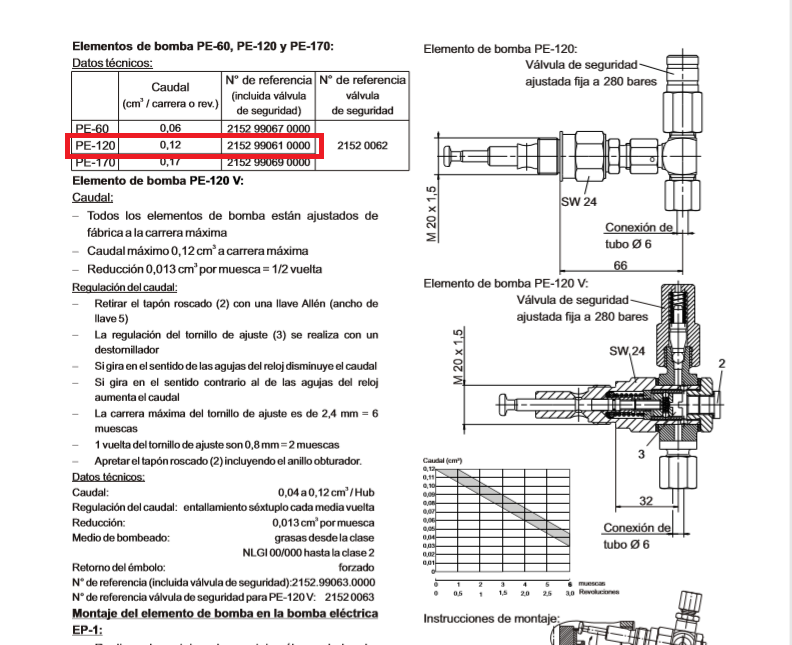 Elementos de bomba PE-60, PE-120 y PE-170:
Datos técnicos:
Caudal
(cm³ / carrera o rev.)
N° de referencia
(incluida válvula
de seguridad)
N° de referencia
válvula
de seguridad
PE-60 0,06 2152 99067 0000
PE-120 0,12 2152 99061 0000 2152 0062
PE-170 0,17 2152 99069 0000
Elemento de bomba PE-120 V:
Caudal:
– Todos los elementos de bomba están ajustados de
fábrica a la carrera máxima
– Caudal máximo 0,12 cm³ a carrera máxima
– Reducción 0,013 cm³ por muesca = 1/2 vuelta
Regulación del caudal:
– Retirar el tapón roscado (2) con una llave Allén (ancho de
llave 5)
– La regulación del tornillo de ajuste (3) se realiza con un
destornillador
– Si gira en el sentido de las agujas del reloj disminuye el caudal
– Si gira en el sentido contrario al de las agujas del reloj
aumenta el caudal
– La carrera máxima del tornillo de ajuste es de 2,4 mm = 6
muescas
– 1 vuelta del tornillo de ajuste son 0,8 mm = 2 muescas
– Apretar el tapón roscado (2) incluyendo el anillo obturador.
Datos técnicos:
Caudal: 0,04 a 0,12 cm³ / Hub
Regulación del caudal: entallamiento séxtuplo cada media vuelta
Reducción: 0,013 cm³ por muesca
Medio de bombeado: grasas desde la clase
NLGI 00/000 hasta la clase 2
Retorno del émbolo: forzado
N° de referencia (incluida válvula de seguridad):2152.99063.0000
N° de referencia válvula de seguridad para PE-120 V: 2152 0063
Montaje del elemento de bomba en la bomba eléctrica
EP-1:
Elemento de bomba PE-120:
Válvula de seguridad
ajustada fija a 280 bares
M 20 x 1,5
SW 24
Conexión de
tubo Ø 6
66
Elemento de bomba PE-120 V:
Válvula de seguridad
ajustada fija a 280 bares
M 20 x 1,5
SW 24
2
3
32
Conexión de
tubo Ø 6
Caudal (cm³)
0,12
0,11
0,10
0,09
0,08
0,07
0,06
0,05
0,04
0,03
0,02
0,01
0
0 1 2 3 4 5 6 muescas
0 0,5 1 1,5 2,0 2,5 3,0 Revoluciones
Instrucciones de montaje: